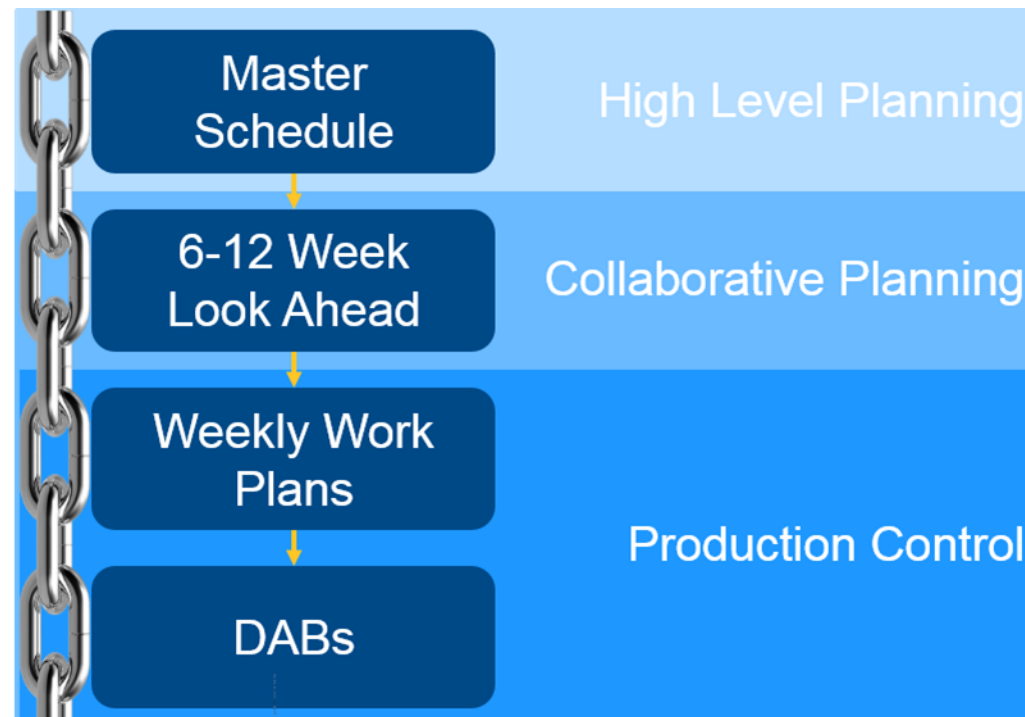 Master
Schedule
High Level Planning
6-12 Week
Look Ahead
Collaborative Planning
Weekly Work
Plans
Production Control
DABs